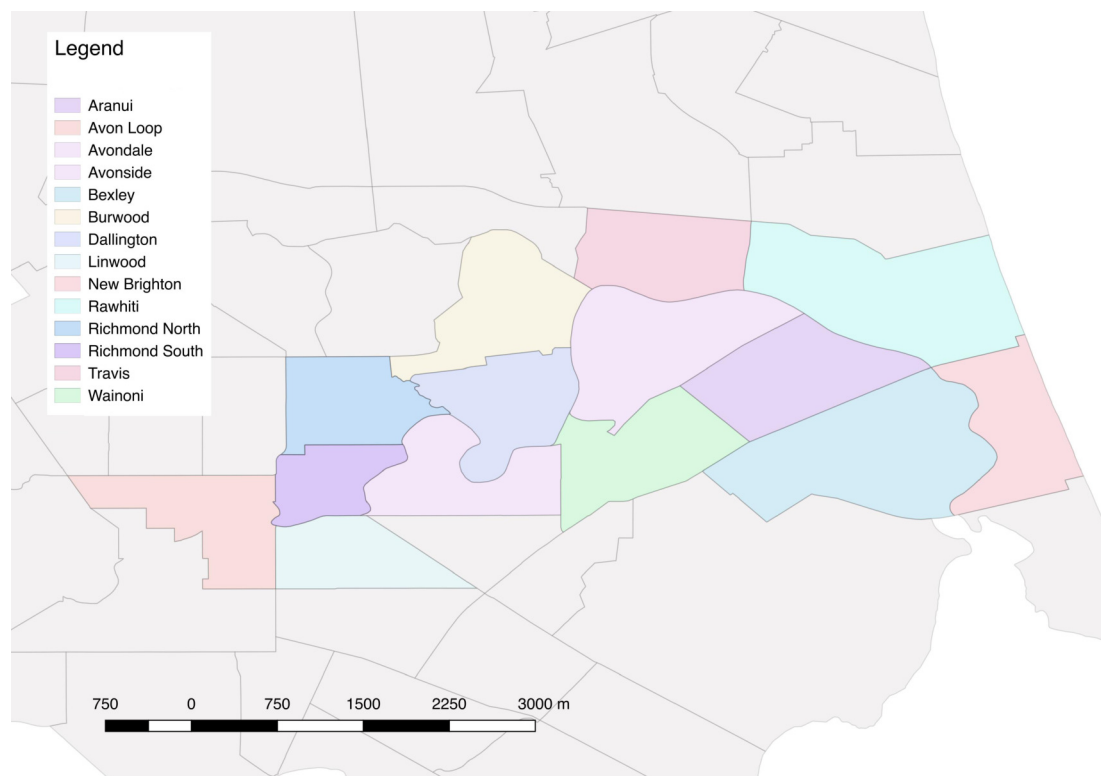 Legend
Aranui
Avon Loop
Avondale
Avonside
Bexley
Burwood
Dallington
Linwood
New Brighton
Rawhiti
Richmond North
Richmond South
Travis
Wainoni
750 0 750 1500 2250 3000 m